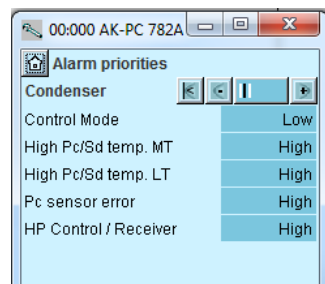 00:000 AK-PC 782A
Alarm priorities
Condenser
Control Mode Low
High Pc/Sd temp. MT High
High Pc/Sd temp. LT High
Pc sensor error High
HP Control / Receiver High